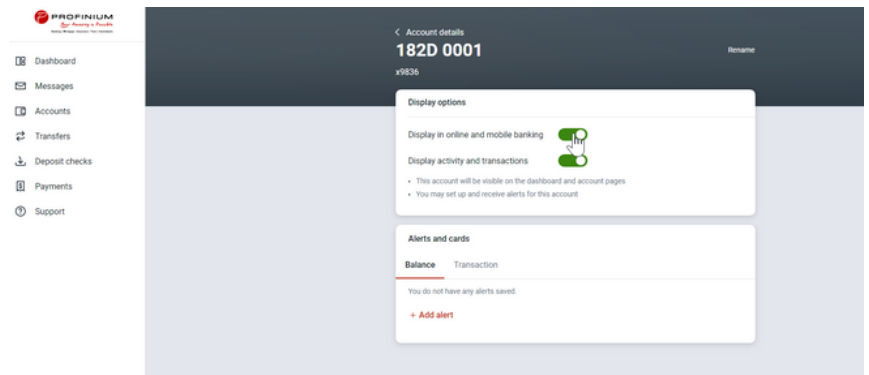 PROFINIUM
Dashboard
Messages
Accounts
Transfers
Deposit checks
Payments
Support
Account details
182D 0001
Rename
x9836
Display options
Display in online and mobile banking
Display activity and transactions
• This account will be visible on the dashboard and account pages
• You may set up and receive alerts for this account
Alerts and cards
Balance Transaction
You do not have any alerts saved.
+ Add alert